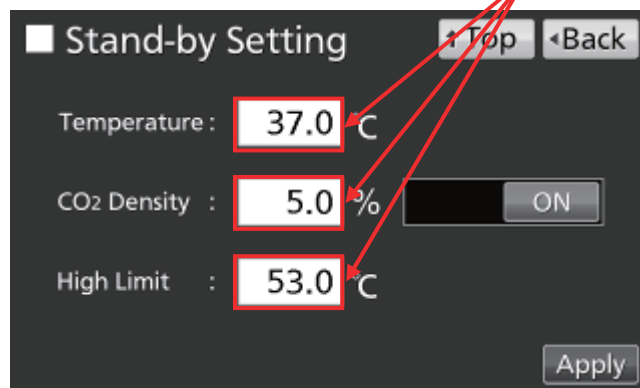 Stand-by Setting ↑Top ◂Back
Temperature : 37.0 °C
CO2 Density : 5.0 % ON
High Limit : 53.0 °C
Apply